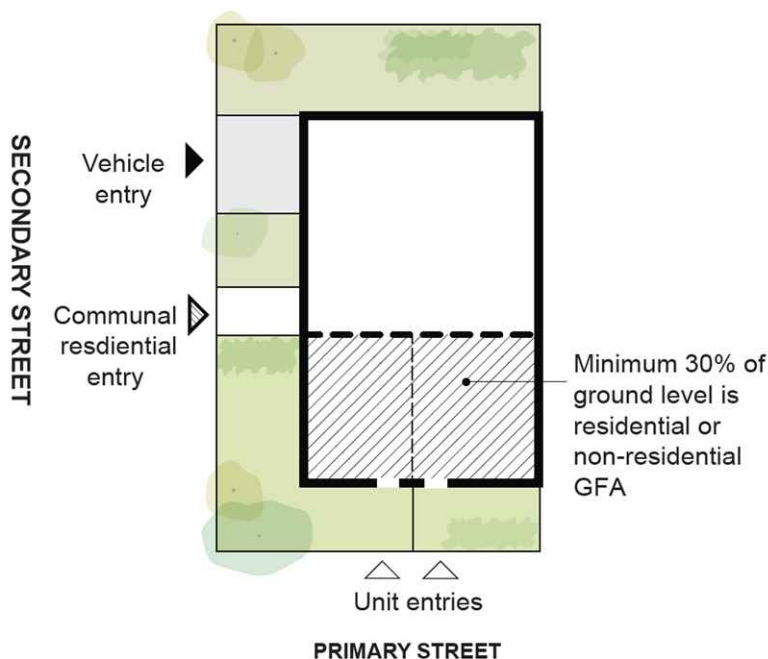 SECONDARY STREET
Vehicle
entry
Communal
resdiential
entry
Minimum 30% of
ground level is
residential or
non-residential
GFA
Unit entries
PRIMARY STREET